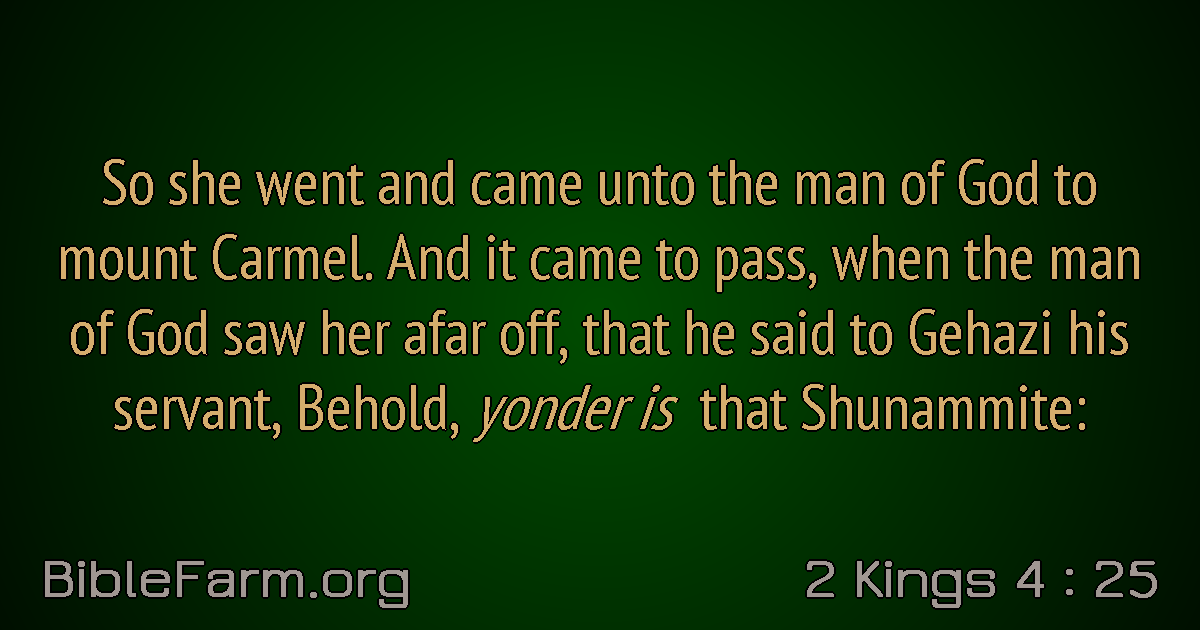 So she went and came unto the man of God to
mount Carmel. And it came to pass, when the man
of God saw her afar off, that he said to Gehazi his
servant, Behold, yonder is that Shunammite:
BibleFarm.org
2 Kings 4 : 25